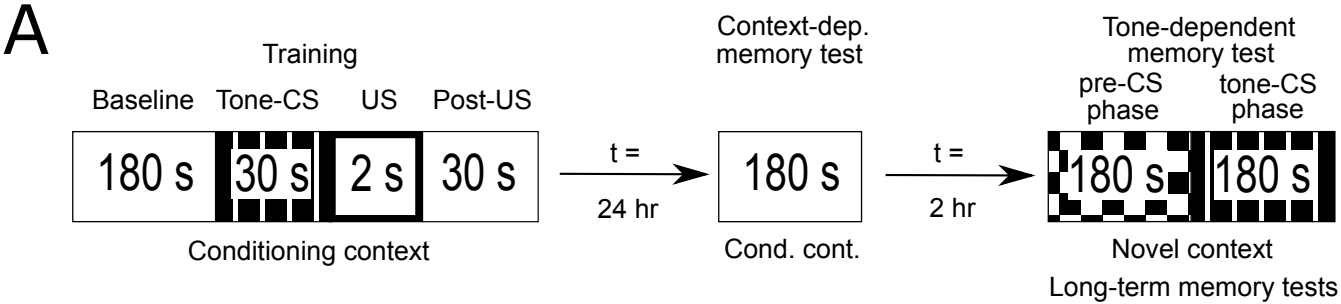 A
Training
Baseline Tone-CS US Post-US
180 s 30 s 2 s 30 s
Conditioning context
t =
24 hr
Context-dep.
memory test
180 s
Cond. cont.
t =
2 hr
Tone-dependent
memory test
pre-CS
phase
tone-CS
phase
180 s 180 s
Novel context
Long-term memory tests